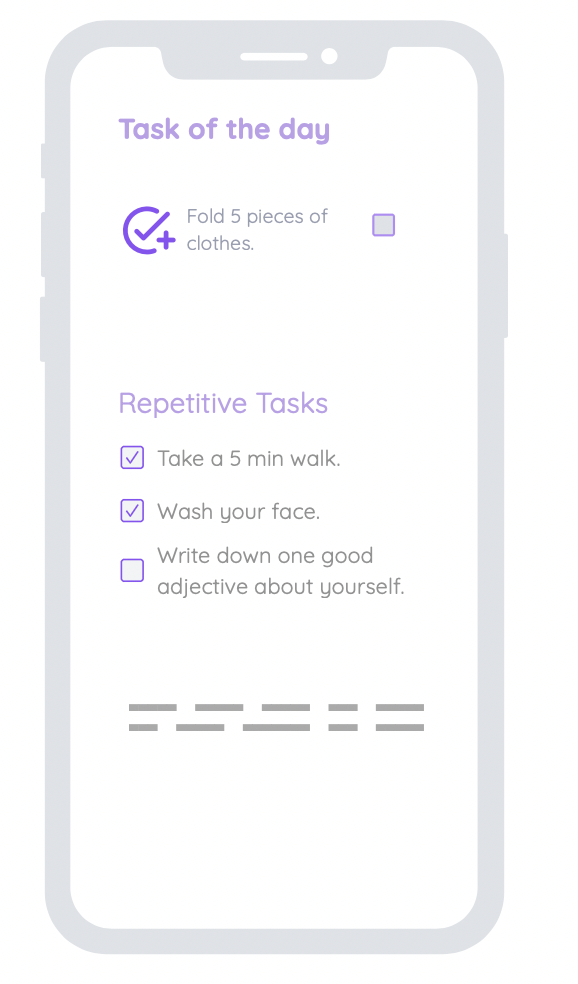 Task of the day
Fold 5 pieces of
clothes.
Repetitive Tasks
Take a 5 min walk.
Wash your face.
Write down one good
adjective about yourself.